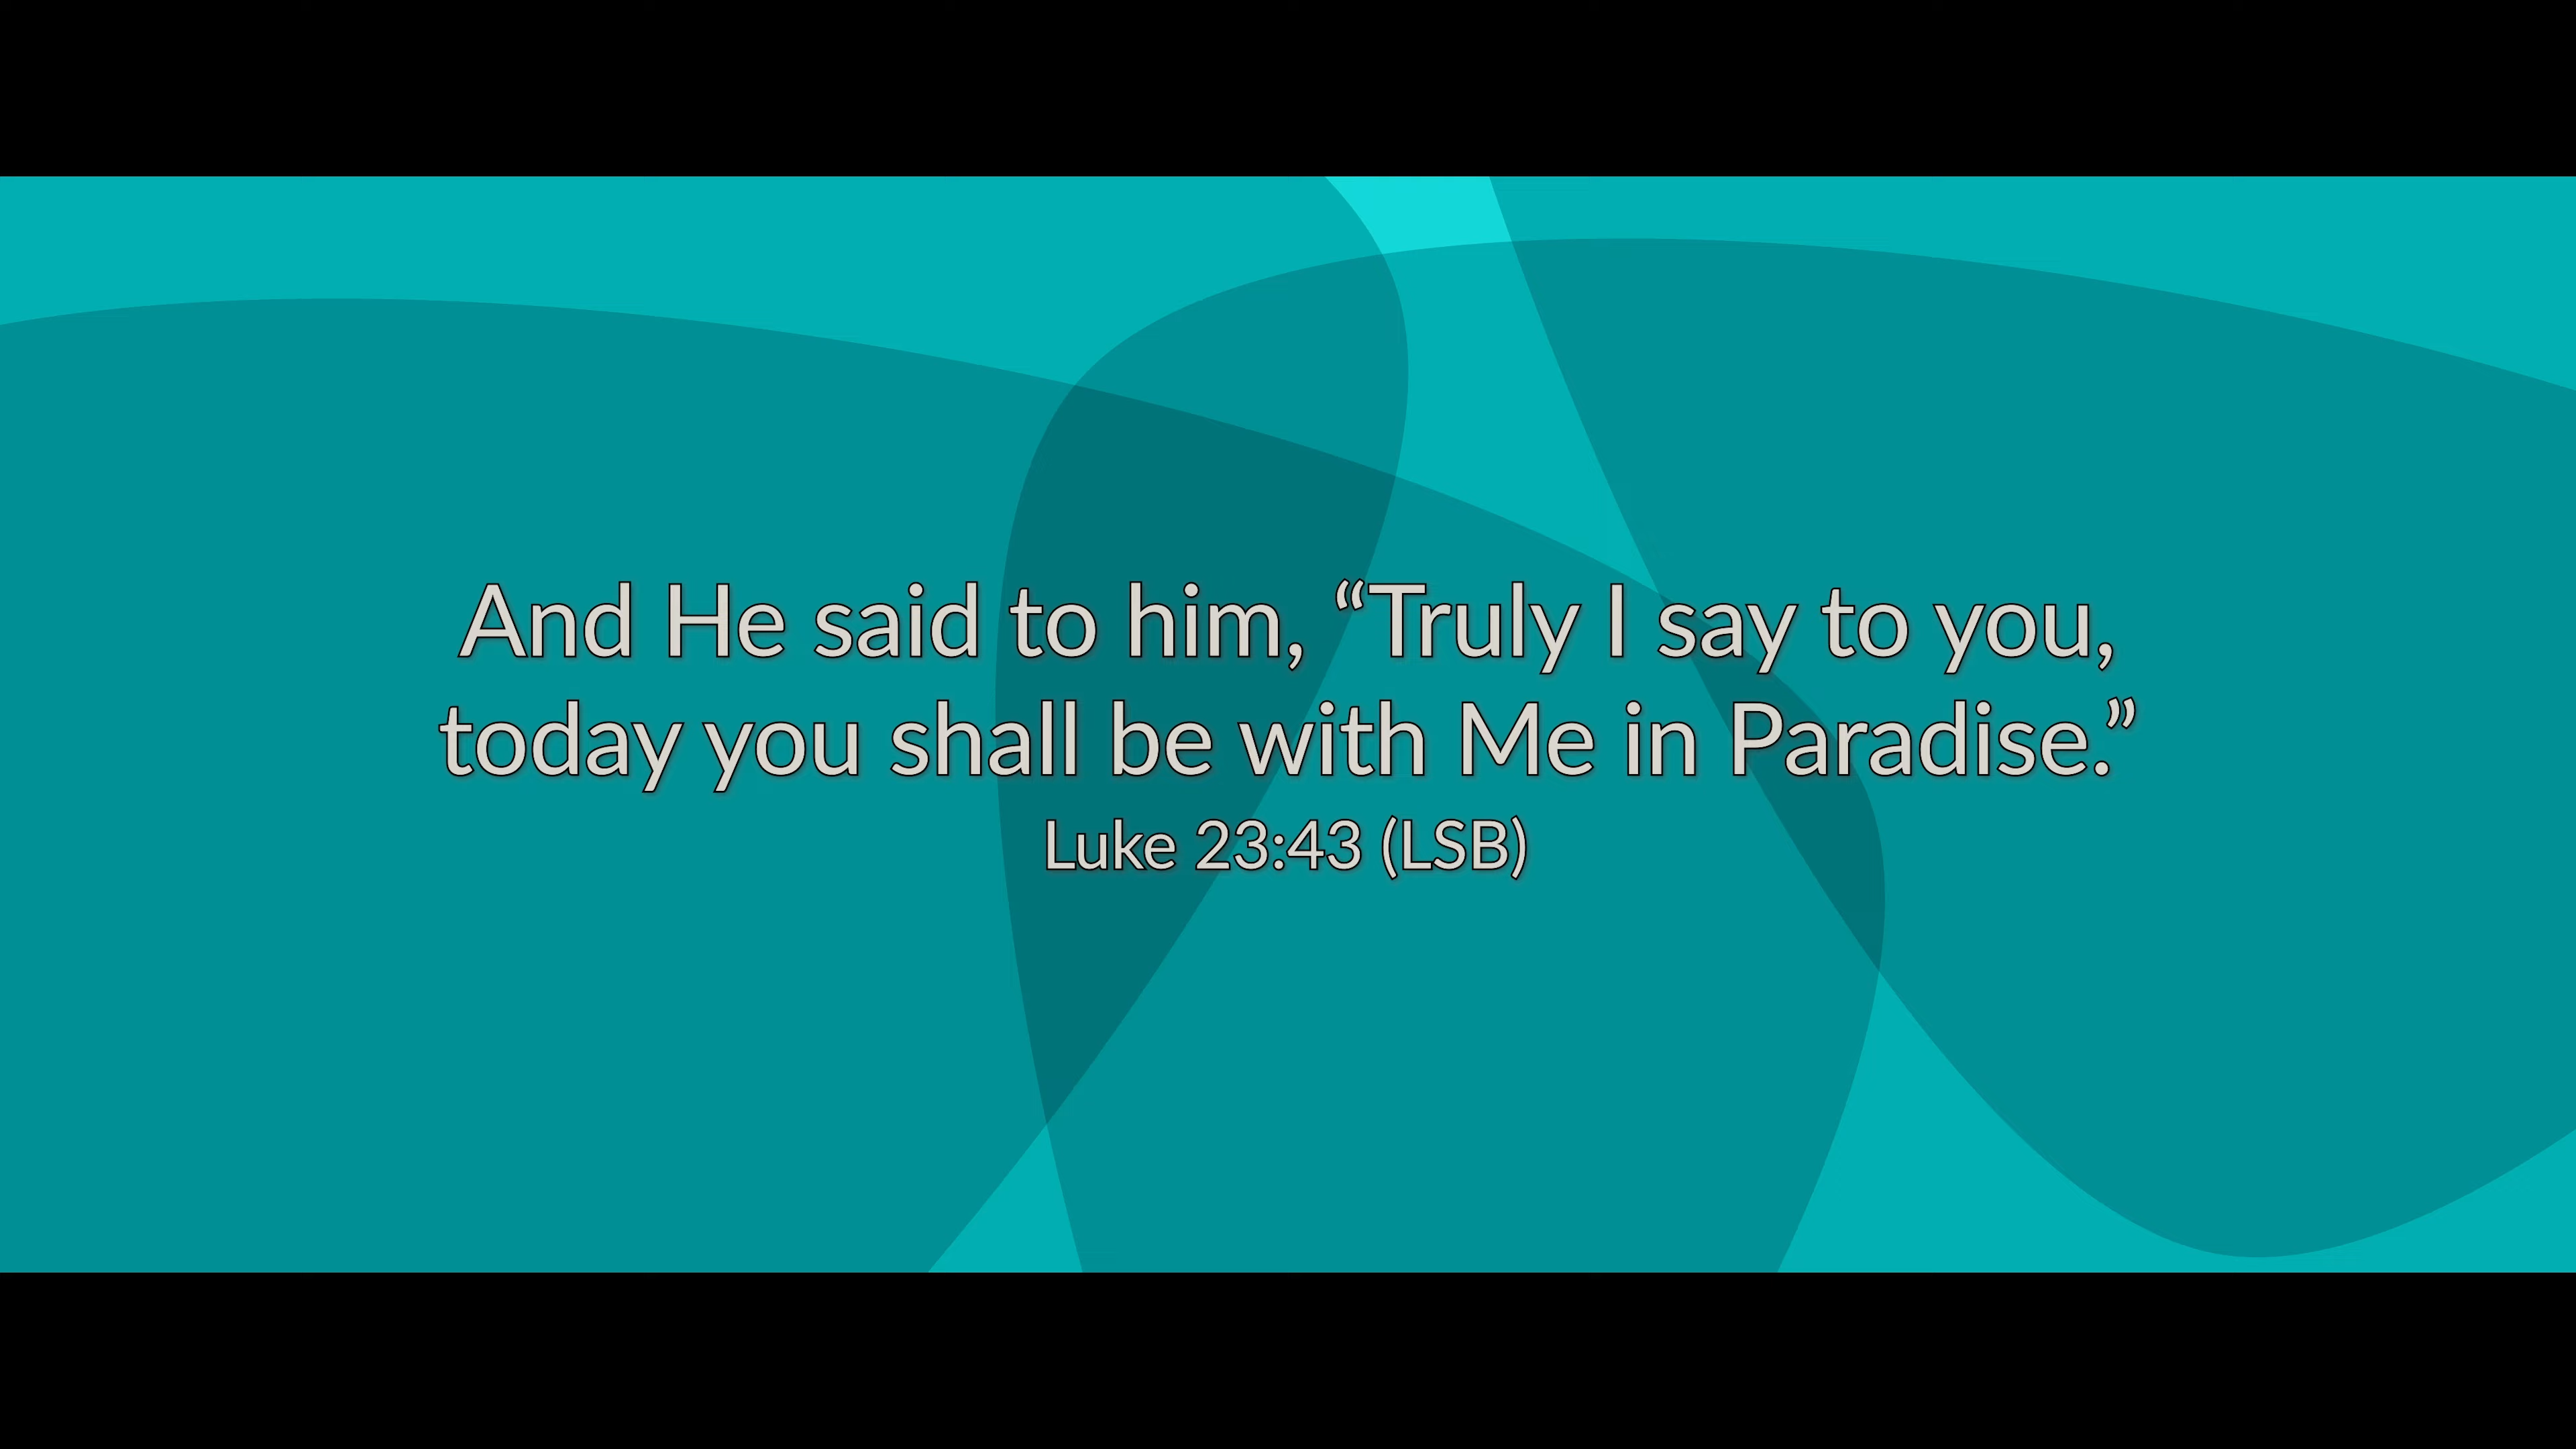 And He said to him, “Truly I say to you,
today you shall be with Me in Paradise.”
Luke 23:43 (LSB)